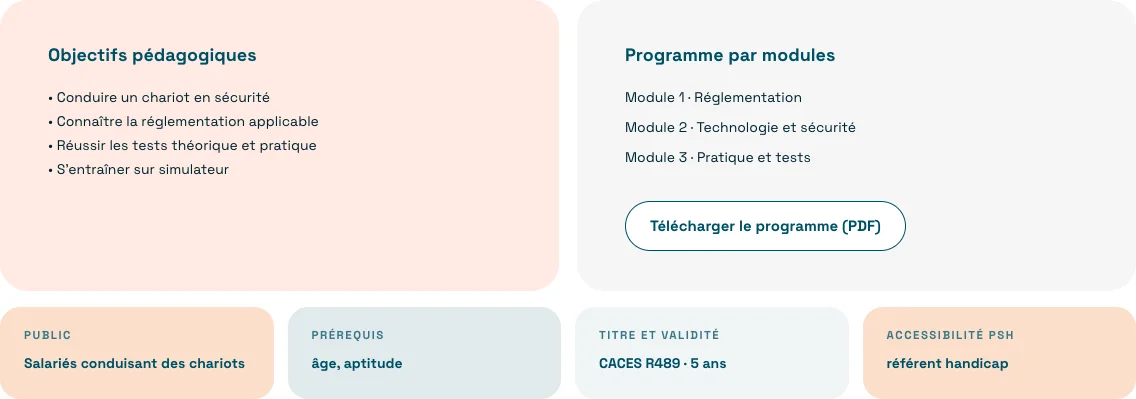 Objectifs pédagogiques
• Conduire un chariot en sécurité
• Connaître la réglementation applicable
• Réussir les tests théorique et pratique
• S'entraîner sur simulateur
Programme par modules
Module 1 · Réglementation
Module 2 · Technologie et sécurité
Module 3 · Pratique et tests
Télécharger le programme (PDF)
PUBLIC
Salariés conduisant des chariots
PRÉREQUIS
âge, aptitude
TITRE ET VALIDITÉ
CACES R489 · 5 ans
ACCESSIBILITÉ PSH
référent handicap